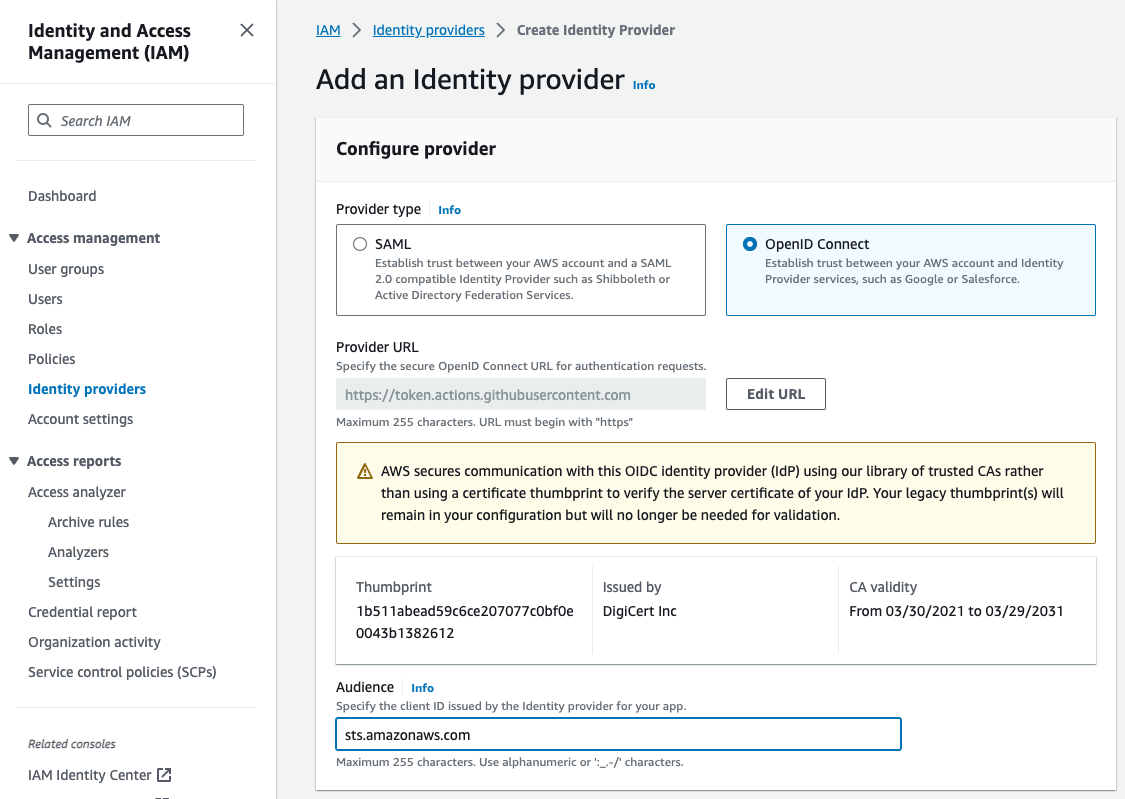 Identity and Access
Management (IAM)
Search IAM
Dashboard
Access management
User groups
Users
Roles
Policies
Identity providers
Account settings
Access reports
Access analyzer
Archive rules
Analyzers
Settings
Credential report
Organization activity
Service control policies (SCPs)
Related consoles
IAM Identity Center
IAM > Identity providers > Create Identity Provider
Add an Identity provider Info
Configure provider
Provider type Info
SAML
Establish trust between your AWS account and a SAML
2.0 compatible Identity Provider such as Shibboleth or
Active Directory Federation Services.
OpenID Connect
Establish trust between your AWS account and Identity
Provider services, such as Google or Salesforce.
Provider URL
Specify the secure OpenID Connect URL for authentication requests.
https://token.actions.githubusercontent.com
Edit URL
Maximum 255 characters. URL must begin with "https"
AWS secures communication with this OIDC identity provider (IdP) using our library of trusted CAs rather
than using a certificate thumbprint to verify the server certificate of your IdP. Your legacy thumbprint(s) will
remain in your configuration but will no longer be needed for validation.
Thumbprint
1b511abead59c6ce207077c0bf0e
0043b1382612
Issued by
DigiCert Inc
CA validity
From 03/30/2021 to 03/29/2031
Audience Info
Specify the client ID issued by the Identity provider for your app.
sts.amazonaws.com
Maximum 255 characters. Use alphanumeric or ':_.-/' characters.